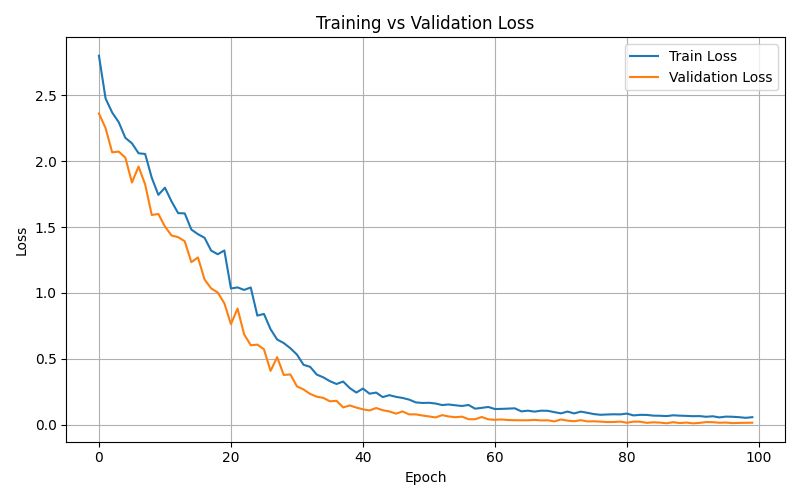 Training vs Validation Loss
Train Loss
Validation Loss
2.5
2.0
1.5
1.0
0.5
0.0
Loss
0 20 40 60 80 100
Epoch